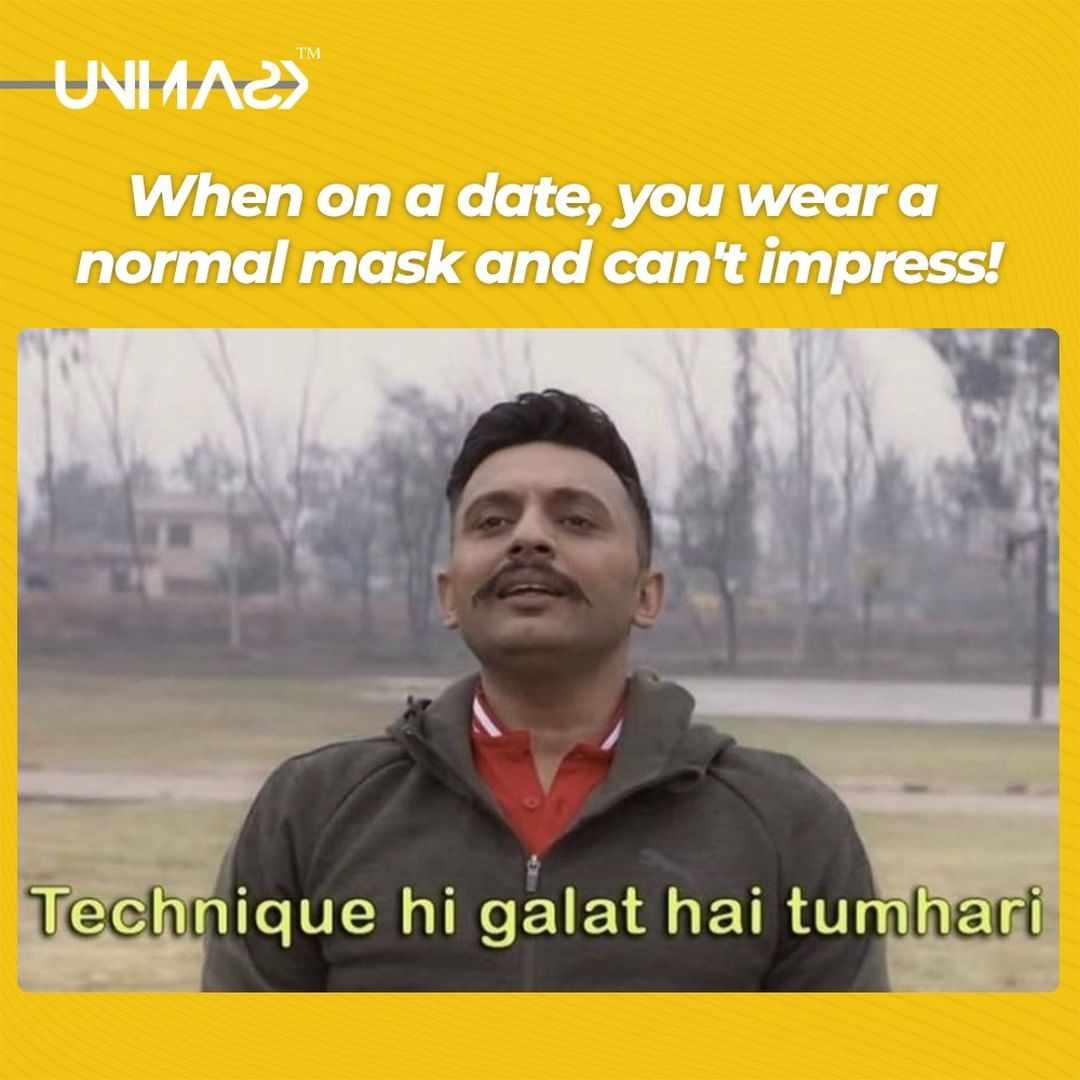 UNIMASK™
When on a date, you wear a
normal mask and can't impress!
Technique hi galat hai tumhari